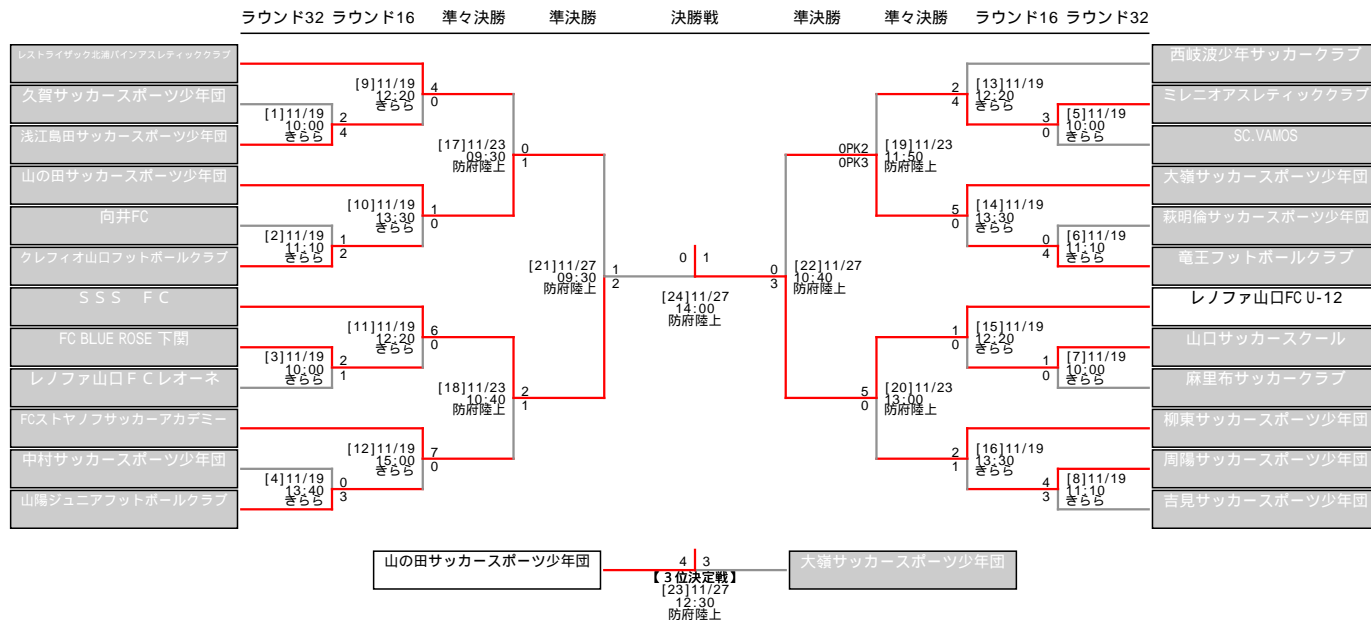 ラウンド32 ラウンド16 準々決勝 準決勝 決勝戦 準決勝 準々決勝 ラウンド16 ラウンド32
レストライザック北浦パインアスレティッククラブ
久賀サッカースポーツ少年団
浅江島田サッカースポーツ少年団
山の田サッカースポーツ少年団
向井FC
クレフィオ山口フットボールクラブ
ＳＳＳ　ＦＣ
FC BLUE ROSE 下関
レノファ山口ＦＣレオーネ
FCストヤノフサッカーアカデミー
中村サッカースポーツ少年団
山陽ジュニアフットボールクラブ
[1]11/19
10:00
きらら
2
4
[2]11/19
11:10
きらら
1
2
[3]11/19
10:00
きらら
2
1
[4]11/19
13:40
きらら
0
3
[9]11/19
12:20
きらら
4
0
[10]11/19
13:30
きらら
1
0
[11]11/19
12:20
きらら
6
0
[12]11/19
15:00
きらら
7
0
[17]11/23
09:30
防府陸上
0
1
[18]11/23
10:40
防府陸上
2
1
[21]11/27
09:30
防府陸上
1
2
0 1
[24]11/27
14:00
防府陸上
0
3
[22]11/27
10:40
防府陸上
0PK2
0PK3
[19]11/23
11:50
防府陸上
5
0
[20]11/23
13:00
防府陸上
2
4
[13]11/19
12:20
きらら
5
0
[14]11/19
13:30
きらら
1
0
[15]11/19
12:20
きらら
2
1
[16]11/19
13:30
きらら
3
0
[5]11/19
10:00
きらら
0
4
[6]11/19
11:10
きらら
1
0
[7]11/19
10:00
きらら
4
3
[8]11/19
11:10
きらら
西岐波少年サッカークラブ
ミレニオアスレティッククラブ
SC.VAMOS
大嶺サッカースポーツ少年団
萩明倫サッカースポーツ少年団
竜王フットボールクラブ
レノファ山口FC U-12
山口サッカースクール
麻里布サッカークラブ
柳東サッカースポーツ少年団
周陽サッカースポーツ少年団
吉見サッカースポーツ少年団
山の田サッカースポーツ少年団 4 3 大嶺サッカースポーツ少年団
【３位決定戦】
[23]11/27
12:30
防府陸上